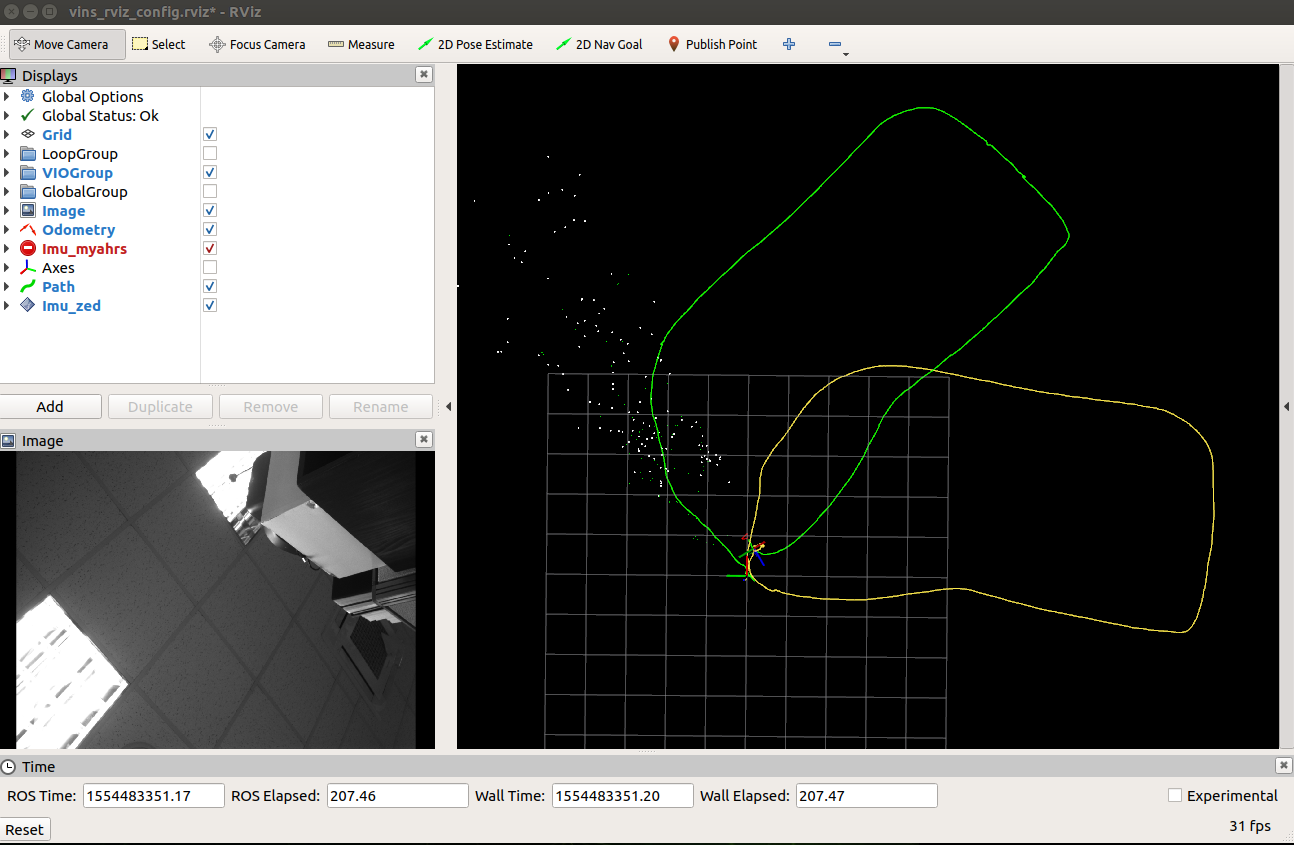 vins_rviz_config.rviz* - RViz
Move Camera Select Focus Camera Measure 2D Pose Estimate 2D Nav Goal Publish Point
Displays
Global Options
Global Status: Ok
Grid
LoopGroup
VIOGroup
GlobalGroup
Image
Odometry
Imu_myahrs
Axes
Path
Imu_zed
Add Duplicate Remove Rename
Image
Time
ROS Time: 1554483351.17 ROS Elapsed: 207.46 Wall Time: 1554483351.20 Wall Elapsed: 207.47 Experimental
Reset 31 fps